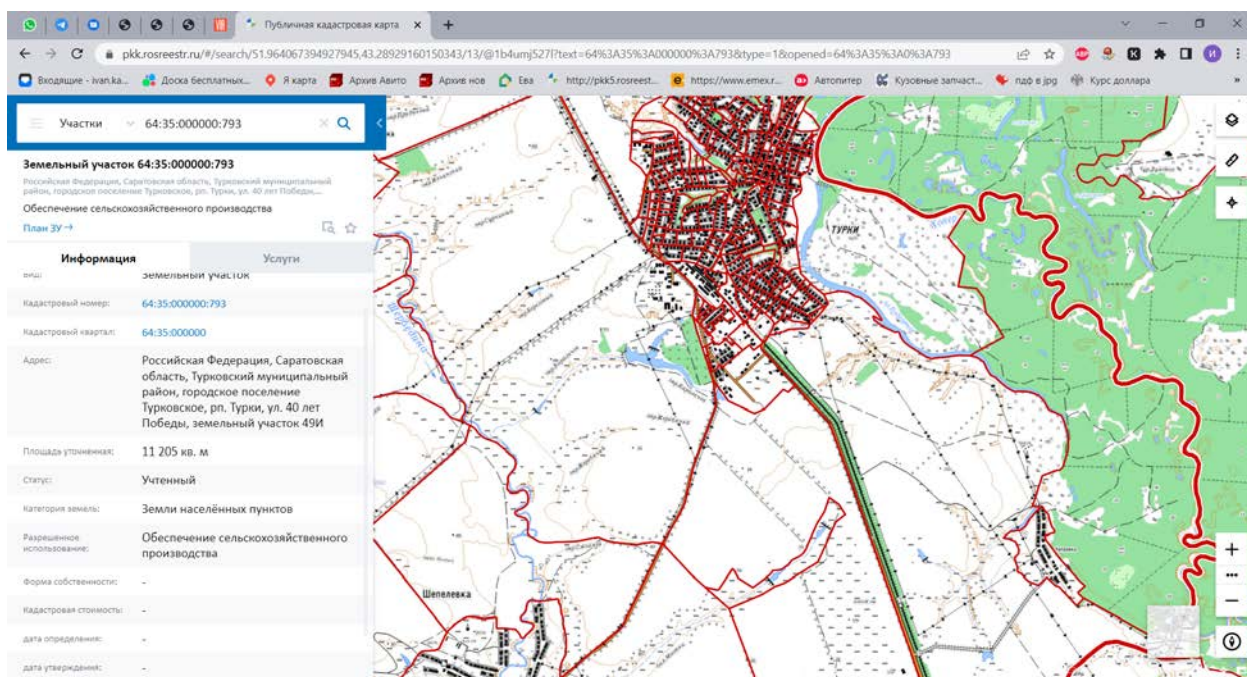 Публичная кадастровая карта
pkk.rosreestr.ru/#/search/51.964067394927945,43.28929160150343/13/@1b4umj527l?text=64%3A35%3A000000%3A793&type=1&opened=64%3A35%3A0%3A793
Входящие - ivan.ka... Доска бесплатных... Я карта Архив Авито Архив нов Ева http://pkk5.rosreest... https://www.emex.r... Автопитер Кузовные запчаст... пдф в jpg Курс доллара »
Участки 64:35:000000:793
Земельный участок 64:35:000000:793
Российская Федерация, Саратовская область, Турковский муниципальный
район, городское поселение Турковское, рп. Турки, ул. 40 лет Победы,...
Обеспечение сельскохозяйственного производства
План ЗУ →
Информация Услуги
Вид: Земельный участок
Кадастровый номер: 64:35:000000:793
Кадастровый квартал: 64:35:000000
Адрес: Российская Федерация, Саратовская
область, Турковский муниципальный
район, городское поселение
Турковское, рп. Турки, ул. 40 лет
Победы, земельный участок 49И
Площадь уточненная: 11 205 кв. м
Статус: Учтенный
Категория земель: Земли населённых пунктов
Разрешенное
использование:
Обеспечение сельскохозяйственного
производства
Форма собственности: -
Кадастровая стоимость: -
дата определения: -
дата утверждения: -
ТУРКИ
Хопер
Шепелевка